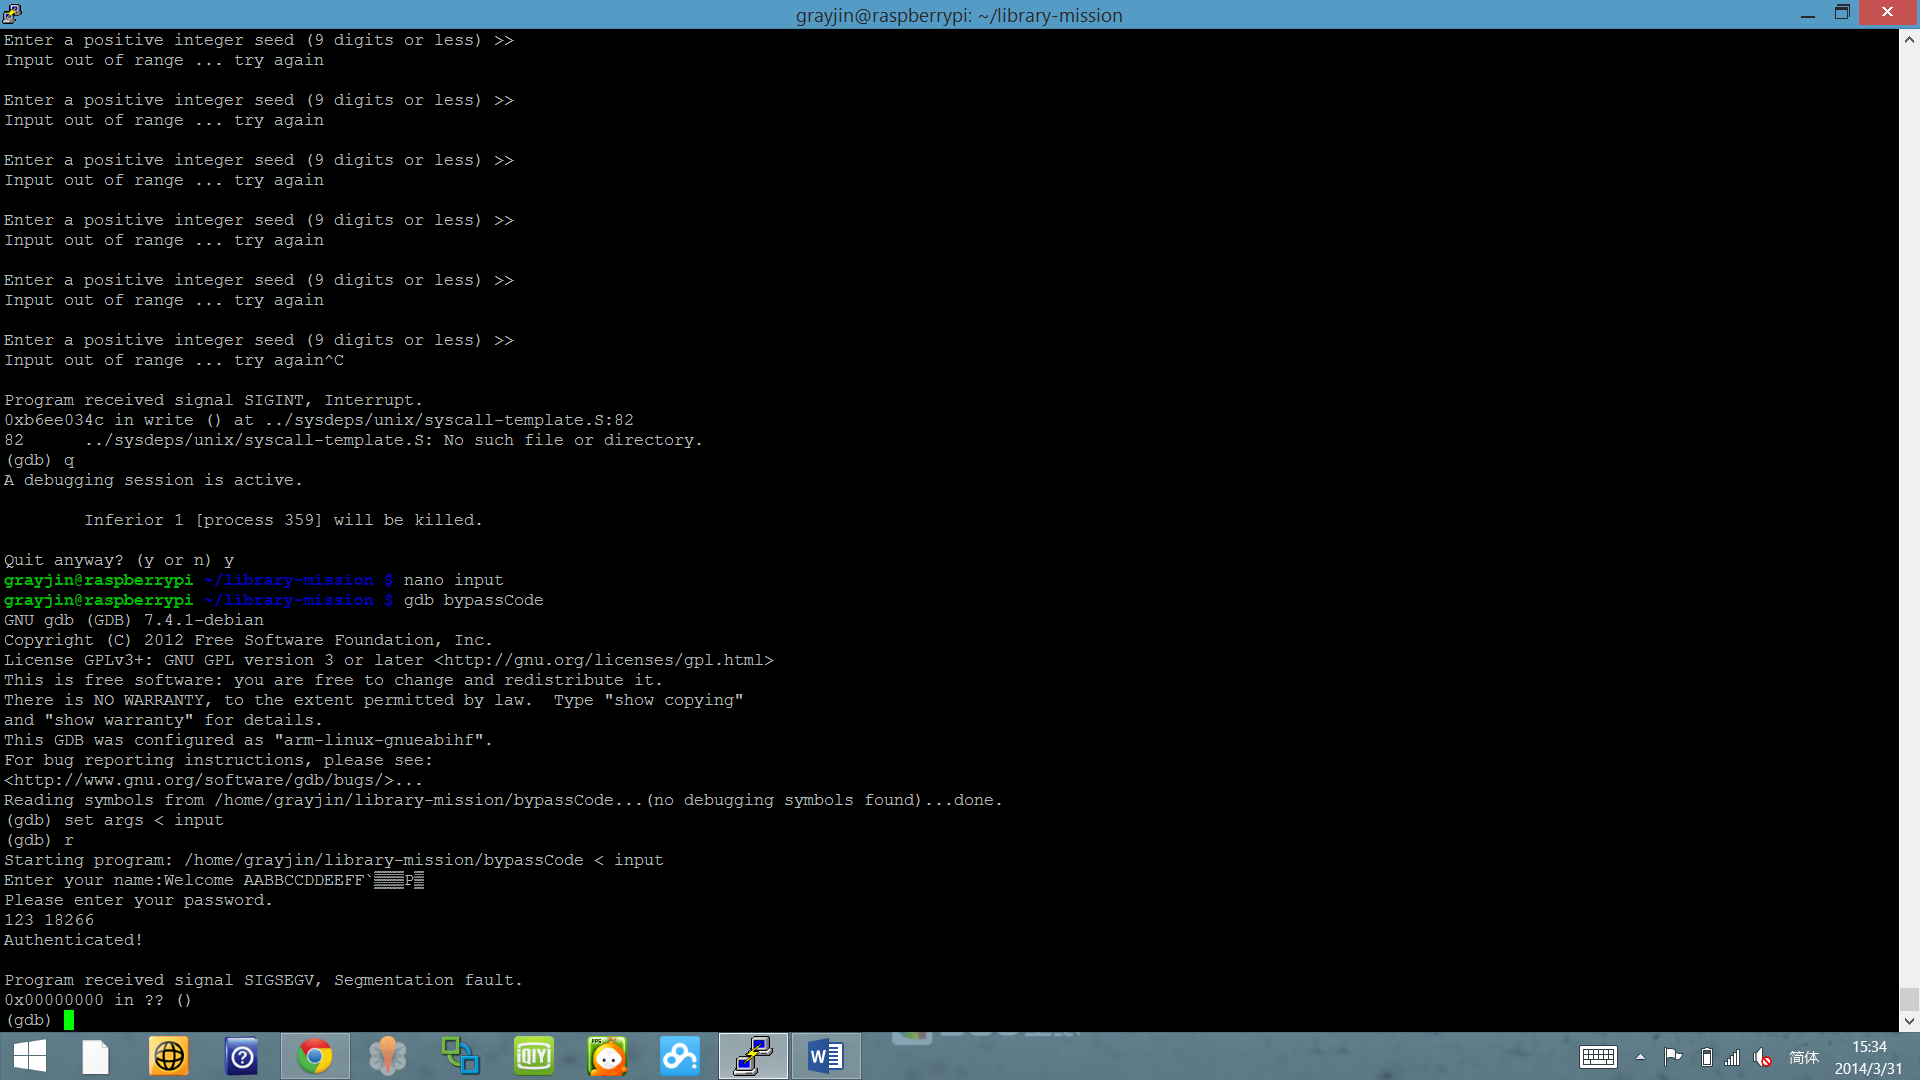 grayjin@raspberrypi: ~/library-mission
Enter a positive integer seed (9 digits or less) >>
Input out of range ... try again
Enter a positive integer seed (9 digits or less) >>
Input out of range ... try again
Enter a positive integer seed (9 digits or less) >>
Input out of range ... try again
Enter a positive integer seed (9 digits or less) >>
Input out of range ... try again
Enter a positive integer seed (9 digits or less) >>
Input out of range ... try again
Enter a positive integer seed (9 digits or less) >>
Input out of range ... try again^C
Program received signal SIGINT, Interrupt.
0xb6ee034c in write () at ../sysdeps/unix/syscall-template.S:82
82      ../sysdeps/unix/syscall-template.S: No such file or directory.
(gdb) q
A debugging session is active.
Inferior 1 [process 359] will be killed.
Quit anyway? (y or n) y
grayjin@raspberrypi ~/library-mission $ nano input
grayjin@raspberrypi ~/library-mission $ gdb bypassCode
GNU gdb (GDB) 7.4.1-debian
Copyright (C) 2012 Free Software Foundation, Inc.
License GPLv3+: GNU GPL version 3 or later <http://gnu.org/licenses/gpl.html>
This is free software: you are free to change and redistribute it.
There is NO WARRANTY, to the extent permitted by law.  Type "show copying"
and "show warranty" for details.
This GDB was configured as "arm-linux-gnueabihf".
For bug reporting instructions, please see:
<http://www.gnu.org/software/gdb/bugs/>...
Reading symbols from /home/grayjin/library-mission/bypassCode...(no debugging symbols found)...done.
(gdb) set args < input
(gdb) r
Starting program: /home/grayjin/library-mission/bypassCode < input
Enter your name:Welcome AABBCCDDEEFF`▒▒▒P▒
Please enter your password.
123 18266
Authenticated!
Program received signal SIGSEGV, Segmentation fault.
0x00000000 in ?? ()
(gdb)
QIYI
PPS
简体
15:34
2014/3/31